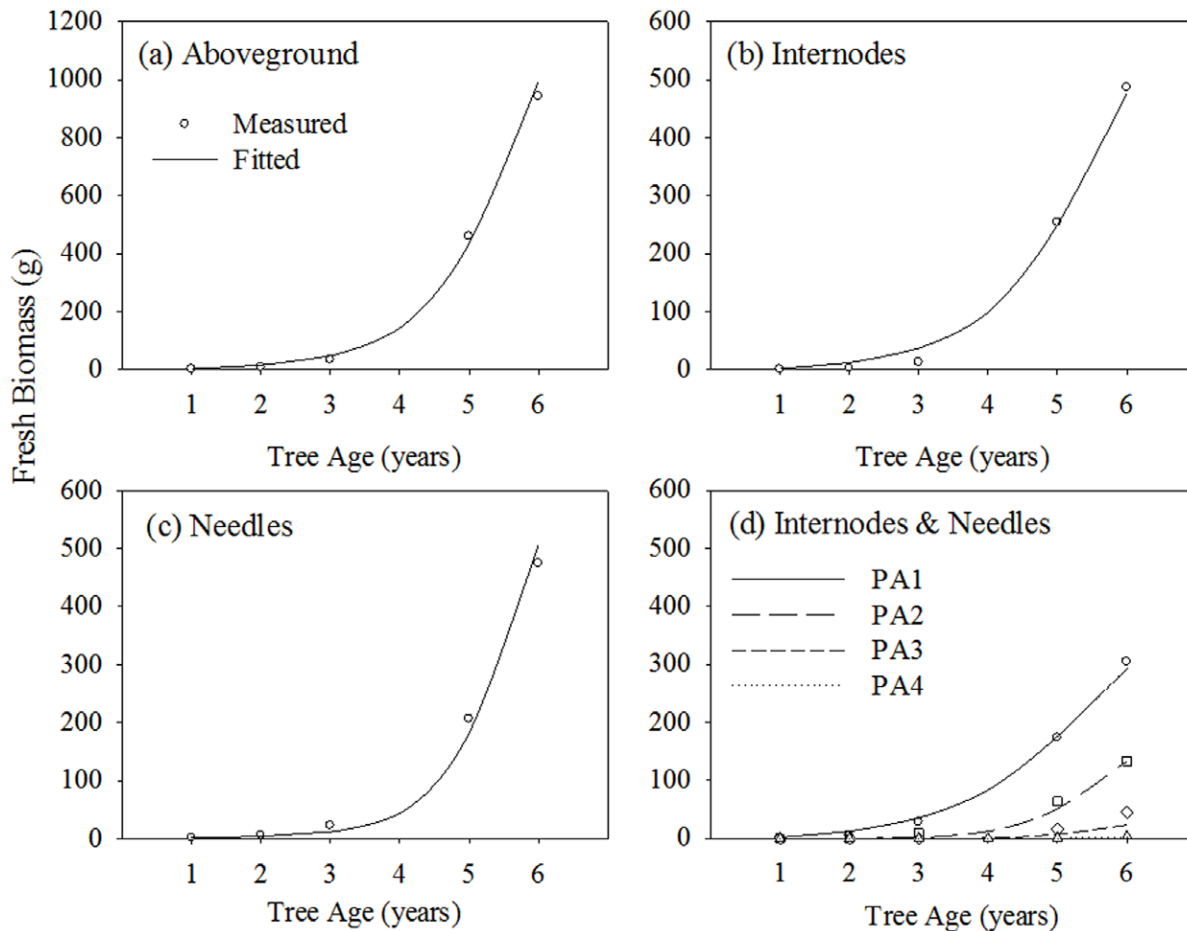 Fresh Biomass (g)
(a) Aboveground
Measured
Fitted
1200
1000
800
600
400
200
0
1 2 3 4 5 6
Tree Age (years)
(b) Internodes
600
500
400
300
200
100
0
1 2 3 4 5 6
Tree Age (years)
(c) Needles
600
500
400
300
200
100
0
1 2 3 4 5 6
Tree Age (years)
(d) Internodes & Needles
PA1
PA2
PA3
PA4
600
500
400
300
200
100
0
1 2 3 4 5 6
Tree Age (years)